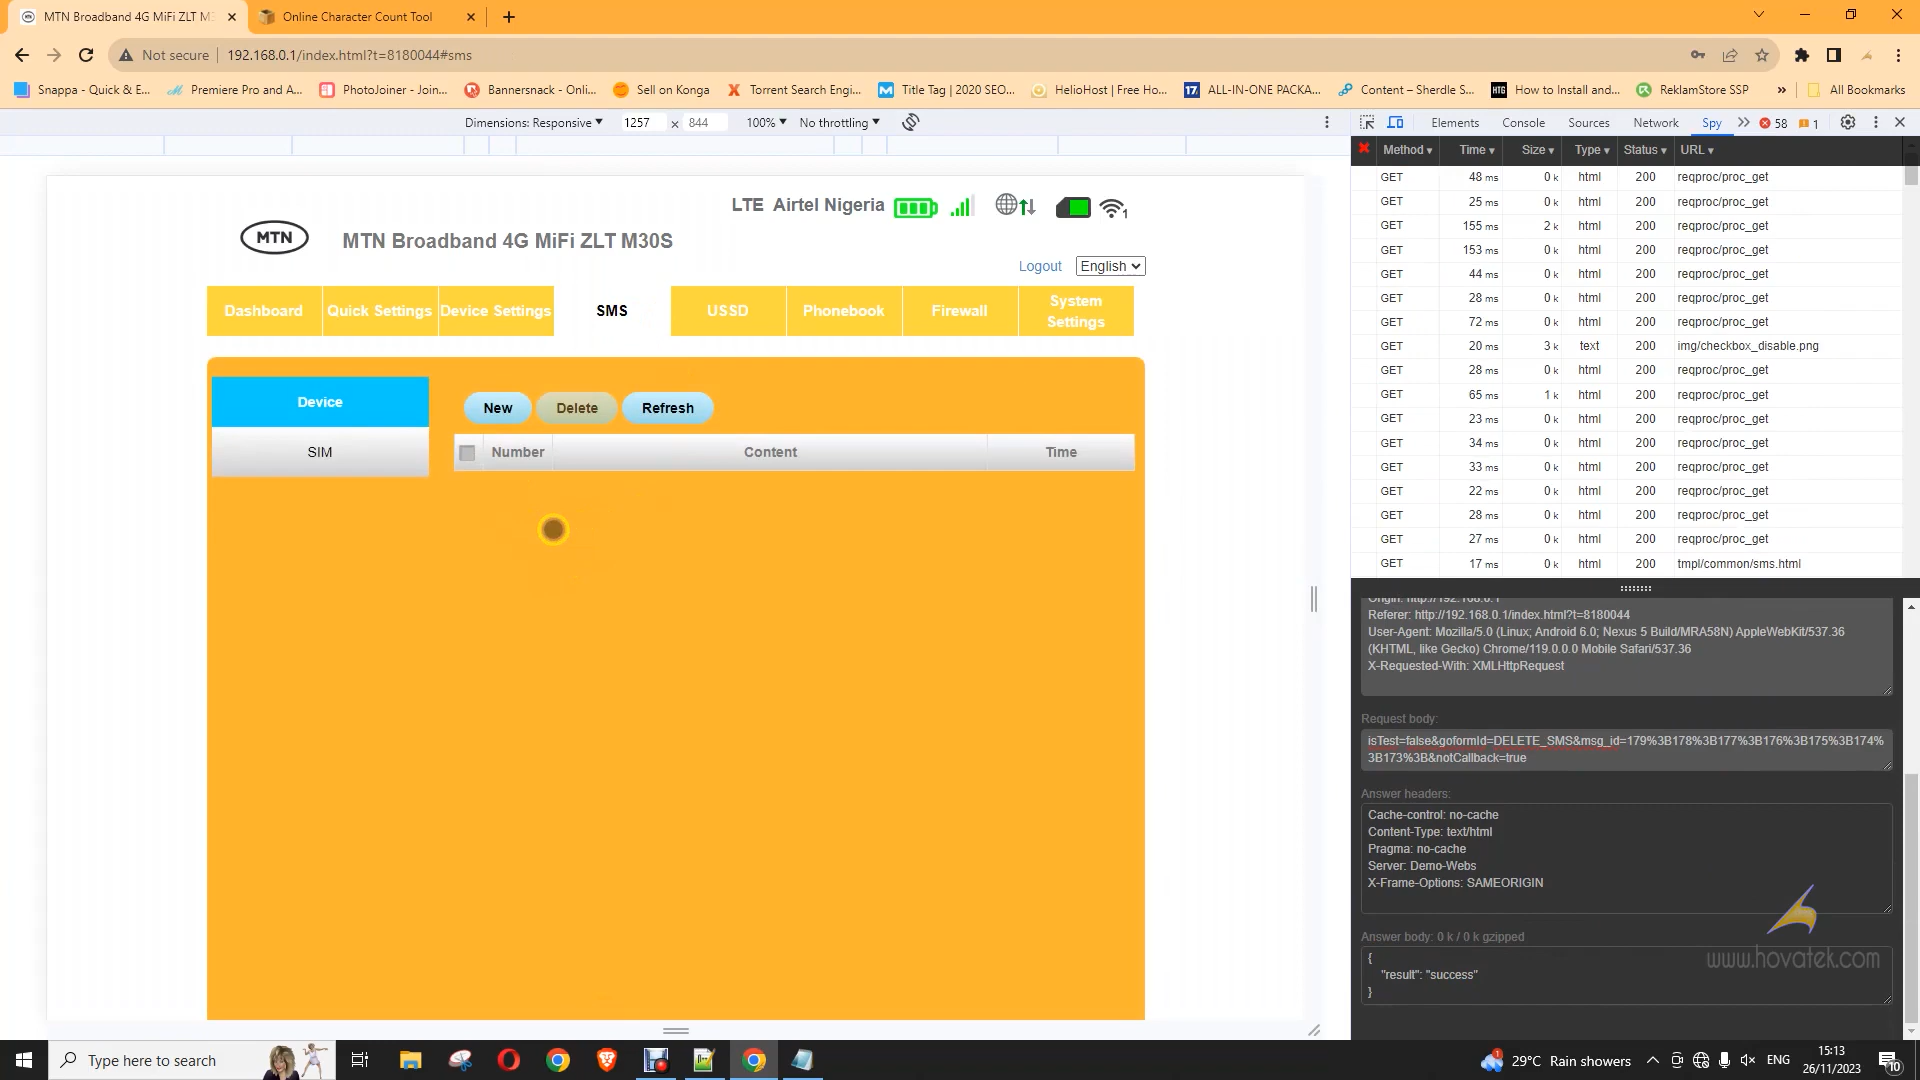 MTN Broadband 4G MiFi ZLT M3
Online Character Count Tool
Not secure
192.168.0.1/index.html?t=8180044#sms
Snappa - Quick & E...
Premiere Pro and A...
PhotoJoiner - Join...
Bannersnack - Onli...
Sell on Konga
Torrent Search Engi...
Title Tag | 2020 SEO...
HelioHost | Free Ho...
17
ALL-IN-ONE PACKA...
Content – Sherdle S...
HTG
How to Install and...
ReklamStore SSP
»
All Bookmarks
Dimensions: Responsive
1257 x 844
100%
No throttling
Elements
Console
Sources
Network
Spy
58
1
LTE Airtel Nigeria
1
MTN
MTN Broadband 4G MiFi ZLT M30S
Logout
English
Dashboard
Quick Settings
Device Settings
SMS
USSD
Phonebook
Firewall
System
Settings
Device
SIM
New
Delete
Refresh
Number
Content
Time
Method Time Size Type Status URL
GET 48 ms 0 k html 200 reqproc/proc_get
GET 25 ms 0 k html 200 reqproc/proc_get
GET 155 ms 2 k html 200 reqproc/proc_get
GET 153 ms 0 k html 200 reqproc/proc_get
GET 44 ms 0 k html 200 reqproc/proc_get
GET 28 ms 0 k html 200 reqproc/proc_get
GET 72 ms 0 k html 200 reqproc/proc_get
GET 20 ms 3 k text 200 img/checkbox_disable.png
GET 28 ms 0 k html 200 reqproc/proc_get
GET 65 ms 1 k html 200 reqproc/proc_get
GET 23 ms 0 k html 200 reqproc/proc_get
GET 34 ms 0 k html 200 reqproc/proc_get
GET 33 ms 0 k html 200 reqproc/proc_get
GET 22 ms 0 k html 200 reqproc/proc_get
GET 28 ms 0 k html 200 reqproc/proc_get
GET 27 ms 0 k html 200 reqproc/proc_get
GET 17 ms 0 k html 200 tmpl/common/sms.html
Origin: http://192.168.0.1
Referer: http://192.168.0.1/index.html?t=8180044
User-Agent: Mozilla/5.0 (Linux; Android 6.0; Nexus 5 Build/MRA58N) AppleWebKit/537.36
(KHTML, like Gecko) Chrome/119.0.0.0 Mobile Safari/537.36
X-Requested-With: XMLHttpRequest
Request body:
isTest=false&goformId=DELETE_SMS&msg_id=179%3B178%3B177%3B176%3B175%3B174%
3B173%3B&notCallback=true
Answer headers:
Cache-control: no-cache
Content-Type: text/html
Pragma: no-cache
Server: Demo-Webs
X-Frame-Options: SAMEORIGIN
Answer body: 0 k / 0 k gzipped
{
"result": "success"
}
www.hovatek.com
Type here to search
1
29°C Rain showers
ENG
15:13
26/11/2023
10